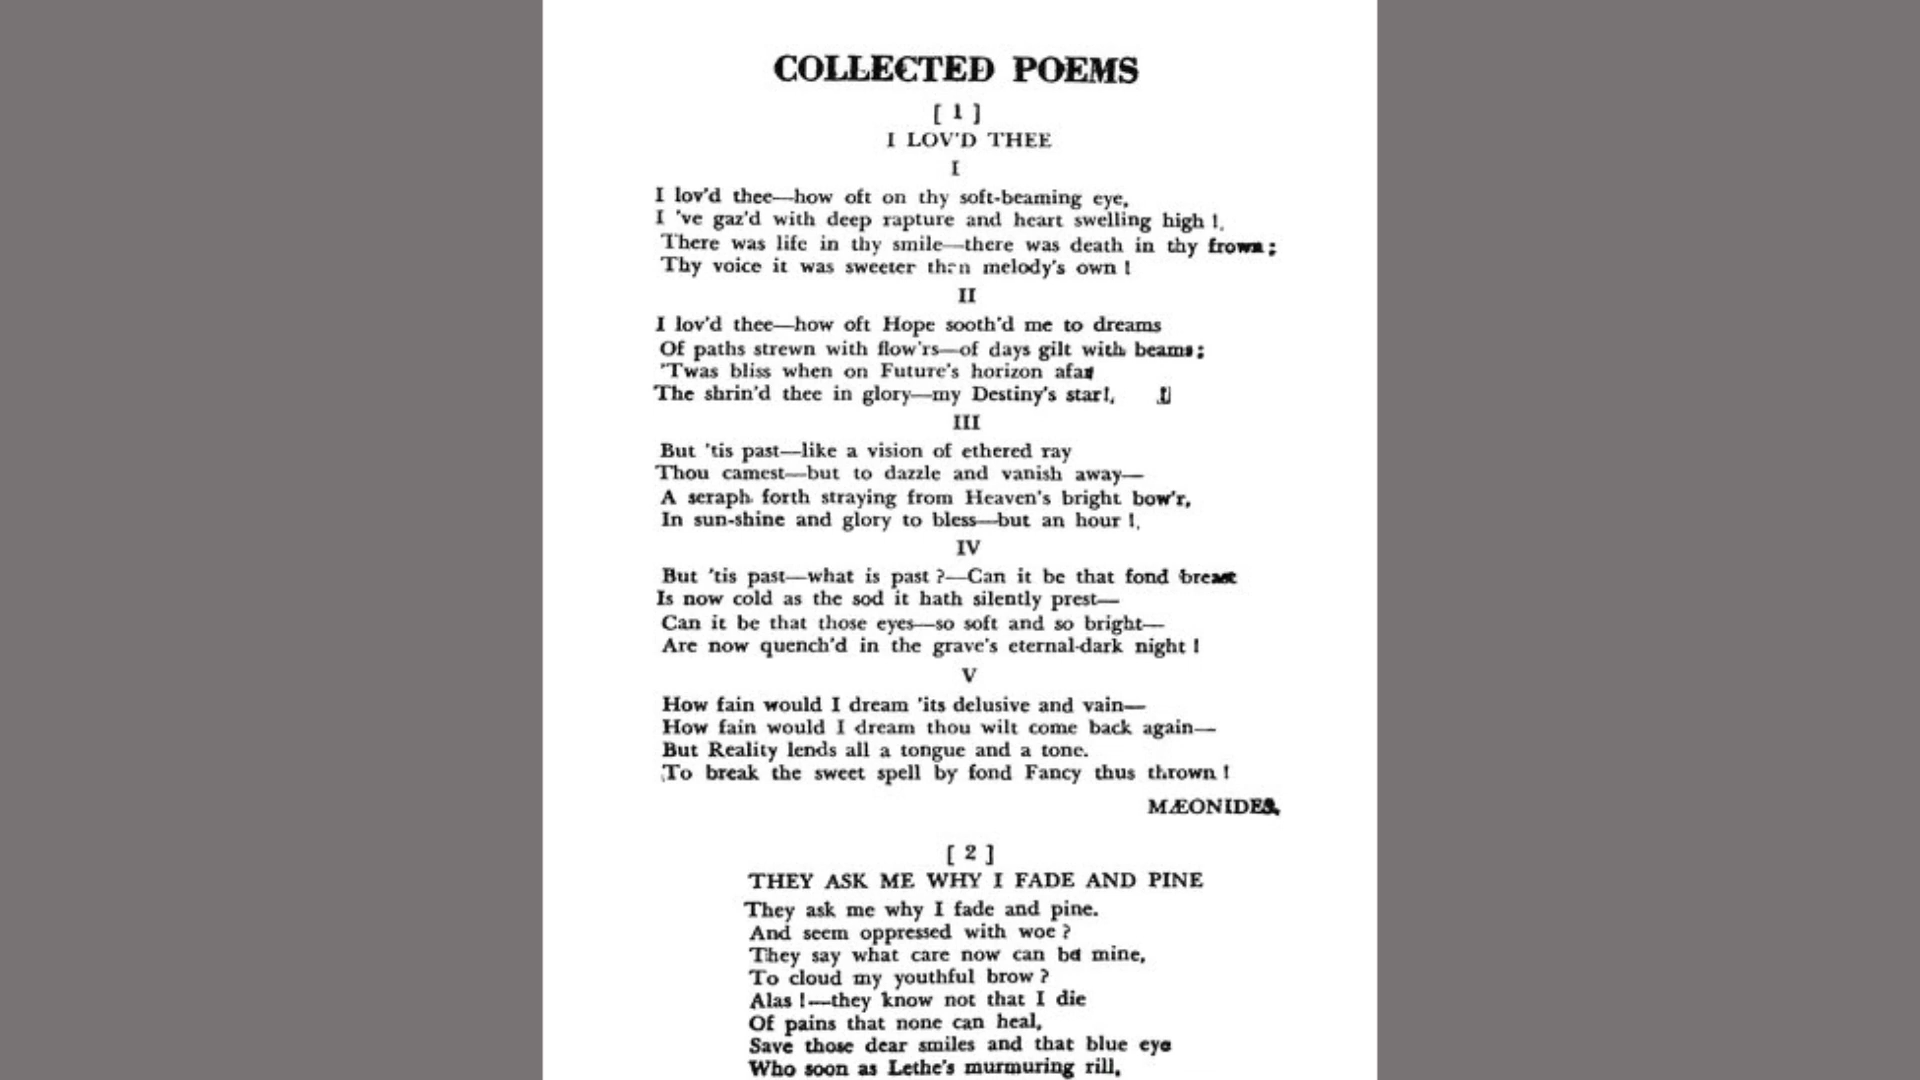 COLLECTED POEMS
[ 1 ]
I LOV'D THEE
I
I lov'd thee—how oft on thy soft-beaming eye,
I 've gaz'd with deep rapture and heart swelling high !,
There was life in thy smile—there was death in thy frown ;
Thy voice it was sweeter than melody's own !
II
I lov'd thee—how oft Hope sooth'd me to dreams
Of paths strewn with flow'rs—of days gilt with beams ;
'Twas bliss when on Future's horizon afar
The shrin'd thee in glory—my Destiny's star!,
III
But 'tis past—like a vision of ethered ray
Thou camest—but to dazzle and vanish away—
A seraph forth straying from Heaven's bright bow'r,
In sun-shine and glory to bless—but an hour !,
IV
But 'tis past—what is past ?—Can it be that fond breast
Is now cold as the sod it hath silently prest—
Can it be that those eyes—so soft and so bright—
Are now quench'd in the grave's eternal-dark night !
V
How fain would I dream 'its delusive and vain—
How fain would I dream thou wilt come back again—
But Reality lends all a tongue and a tone.
To break the sweet spell by fond Fancy thus thrown !
MÆONIDES
[ 2 ]
THEY ASK ME WHY I FADE AND PINE
They ask me why I fade and pine.
And seem oppressed with woe ?
They say what care now can be mine,
To cloud my youthful brow ?
Alas !—they know not that I die
Of pains that none can heal,
Save those dear smiles and that blue eye
Who soon as Lethe's murmuring rill,